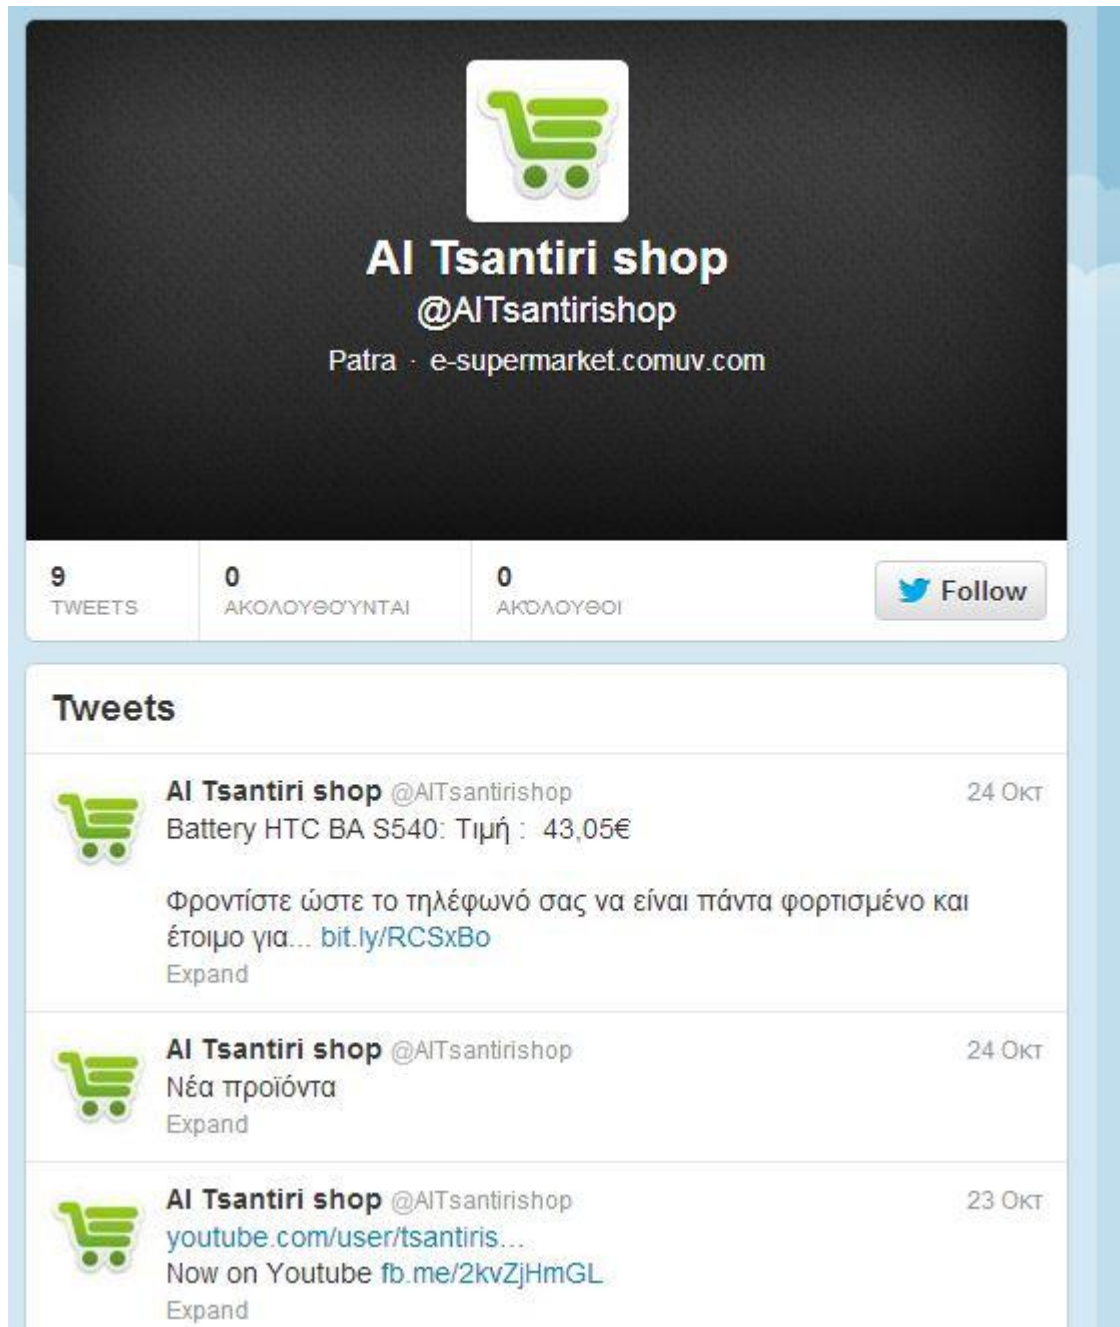 Al Tsantiri shop
@AlTsantirishop
Patra · e-supermarket.comuv.com
9
TWEETS
0
ΑΚΟΛΟΥΘΟΎΝΤΑΙ
0
ΑΚΌΛΟΥΘΟΙ
Follow
Tweets
Al Tsantiri shop @AlTsantirishop 24 Οκτ
Battery HTC BA S540: Τιμή : 43,05€
Φροντίστε ώστε το τηλέφωνό σας να είναι πάντα φορτισμένο και
έτοιμο για... bit.ly/RCSxBo
Expand
Al Tsantiri shop @AlTsantirishop 24 Οκτ
Νέα προϊόντα
Expand
Al Tsantiri shop @AlTsantirishop 23 Οκτ
youtube.com/user/tsantiris...
Now on Youtube fb.me/2kvZjHmGL
Expand